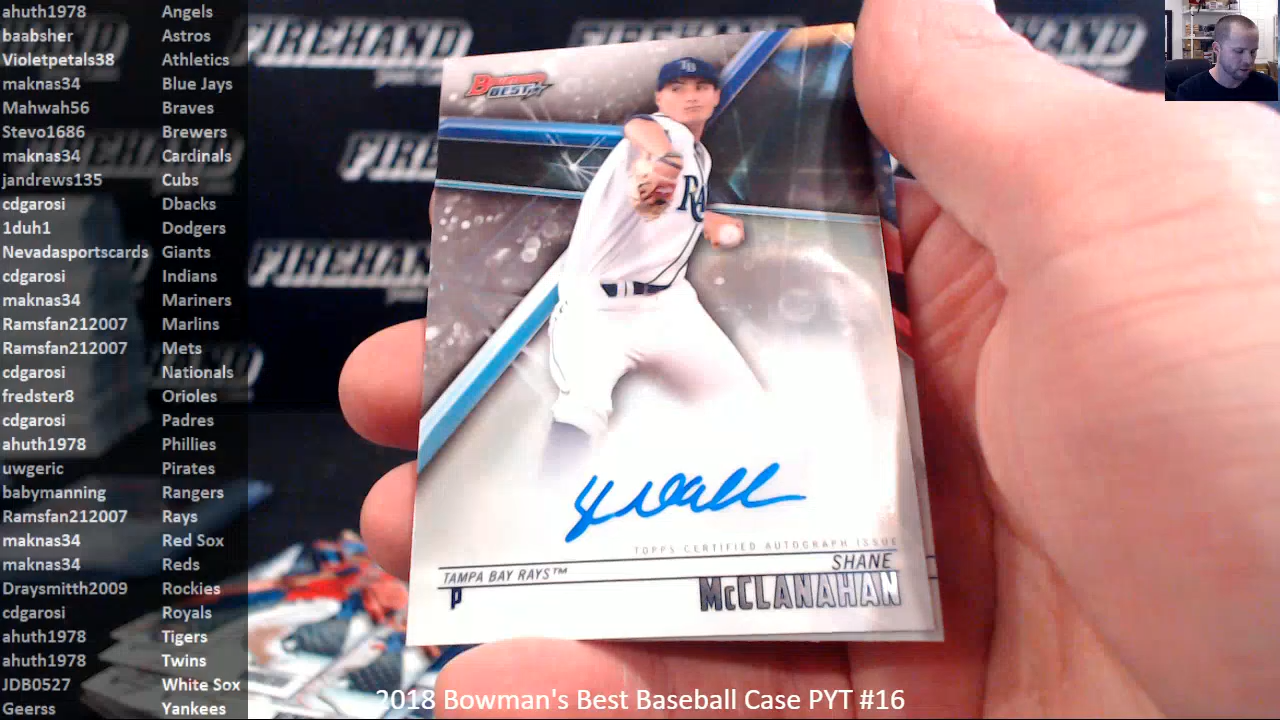 ahuth1978 Angels
baabsher Astros
Violetpetals38 Athletics
maknas34 Blue Jays
Mahwah56 Braves
Stevo1686 Brewers
maknas34 Cardinals
jandrews135 Cubs
cdgarosi Dbacks
1duh1 Dodgers
Nevadasportscards Giants
cdgarosi Indians
maknas34 Mariners
Ramsfan212007 Marlins
Ramsfan212007 Mets
cdgarosi Nationals
fredster8 Orioles
cdgarosi Padres
ahuth1978 Phillies
uwgeric Pirates
babymanning Rangers
Ramsfan212007 Rays
maknas34 Red Sox
maknas34 Reds
Draysmitth2009 Rockies
cdgarosi Royals
ahuth1978 Tigers
ahuth1978 Twins
JDB0527 White Sox
Geerss Yankees
FIREHAND
FIREHAND
FIREHAND
BOWMAN'S
BEST
TB
TOPPS CERTIFIED AUTOGRAPH ISSUE
SHANE
TAMPA BAY RAYS™
McCLANAHAN
P
2018 Bowman's Best Baseball Case PYT #16